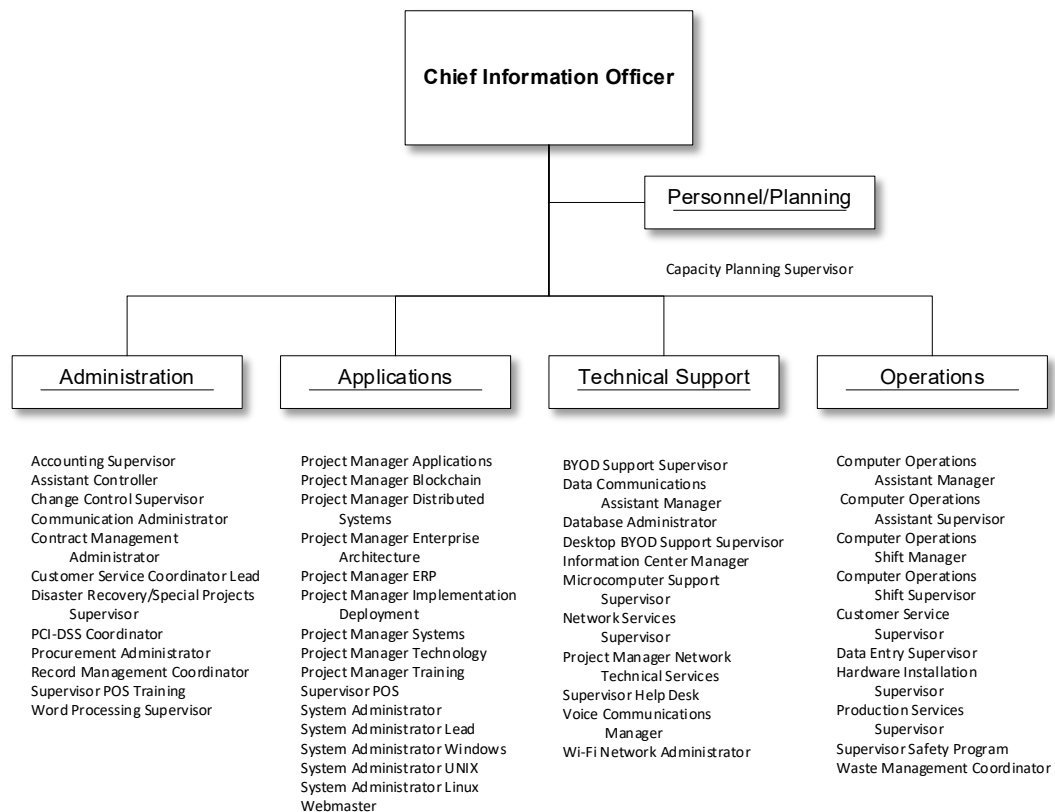 Chief Information Officer
Personnel/Planning
Capacity Planning Supervisor
Administration
Accounting Supervisor
Assistant Controller
Change Control Supervisor
Communication Administrator
Contract Management
Administrator
Customer Service Coordinator Lead
Disaster Recovery/Special Projects
Supervisor
PCI-DSS Coordinator
Procurement Administrator
Record Management Coordinator
Supervisor POS Training
Word Processing Supervisor
Applications
Project Manager Applications
Project Manager Blockchain
Project Manager Distributed
Systems
Project Manager Enterprise
Architecture
Project Manager ERP
Project Manager Implementation
Deployment
Project Manager Systems
Project Manager Technology
Project Manager Training
Supervisor POS
System Administrator
System Administrator Lead
System Administrator Windows
System Administrator UNIX
System Administrator Linux
Webmaster
Technical Support
BYOD Support Supervisor
Data Communications
Assistant Manager
Database Administrator
Desktop BYOD Support Supervisor
Information Center Manager
Microcomputer Support
Supervisor
Network Services
Supervisor
Project Manager Network
Technical Services
Supervisor Help Desk
Voice Communications
Manager
Wi-Fi Network Administrator
Operations
Computer Operations
Assistant Manager
Computer Operations
Assistant Supervisor
Computer Operations
Shift Manager
Computer Operations
Shift Supervisor
Customer Service
Supervisor
Data Entry Supervisor
Hardware Installation
Supervisor
Production Services
Supervisor
Supervisor Safety Program
Waste Management Coordinator